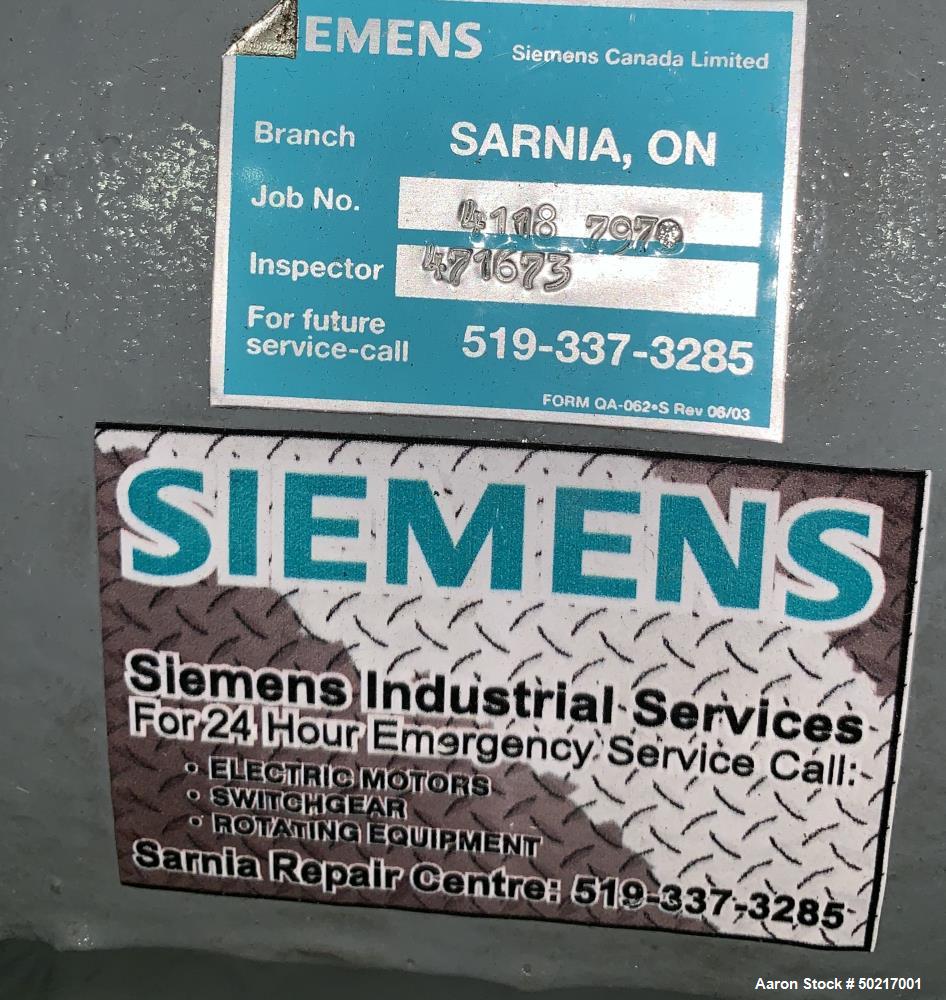 EMENS Siemens Canada Limited
Branch SARNIA, ON
Job No. 4118 797
Inspector 471673
For future
service-call 519-337-3285
FORM QA-062•S Rev 06/03
SIEMENS
Siemens Industrial Services
For 24 Hour Emergency Service Call:
• ELECTRIC MOTORS
• SWITCHGEAR
• ROTATING EQUIPMENT
Sarnia Repair Centre: 519-337-3285
Aaron Stock # 50217001